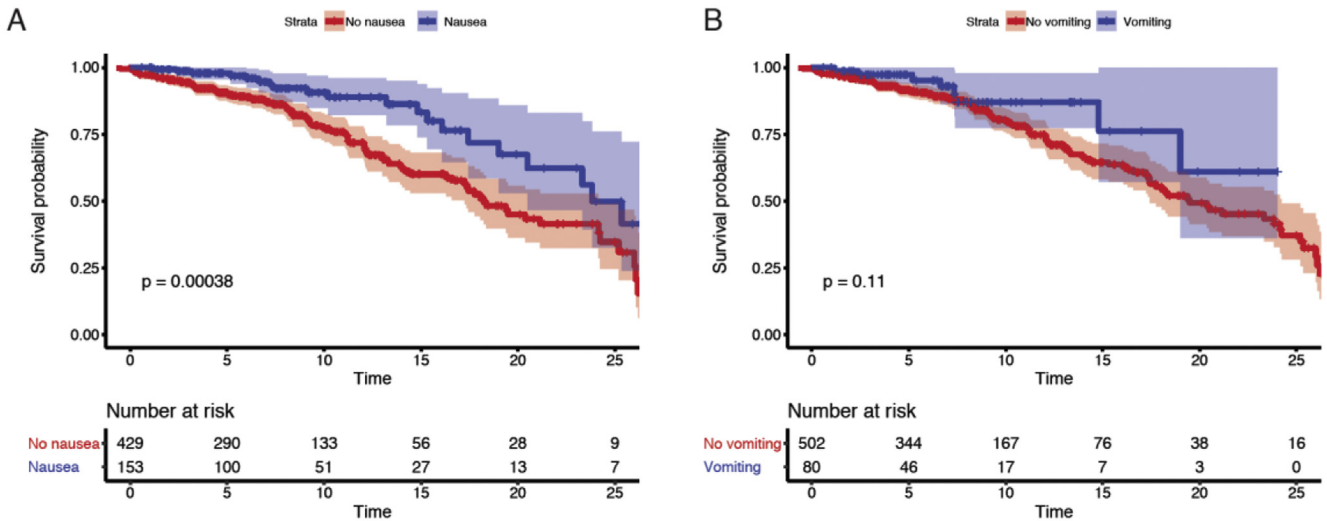 A
Strata No nausea Nausea
Survival probability
1.00
0.75
0.50
0.25
0.00
p = 0.00038
0 5 10 15 20 25
Time
Number at risk
No nausea 429 290 133 56 28 9
Nausea 153 100 51 27 13 7
0 5 10 15 20 25
Time
B
Strata No vomiting Vomiting
Survival probability
1.00
0.75
0.50
0.25
0.00
p = 0.11
0 5 10 15 20 25
Time
Number at risk
No vomiting 502 344 167 76 38 16
Vomiting 80 46 17 7 3 0
0 5 10 15 20 25
Time